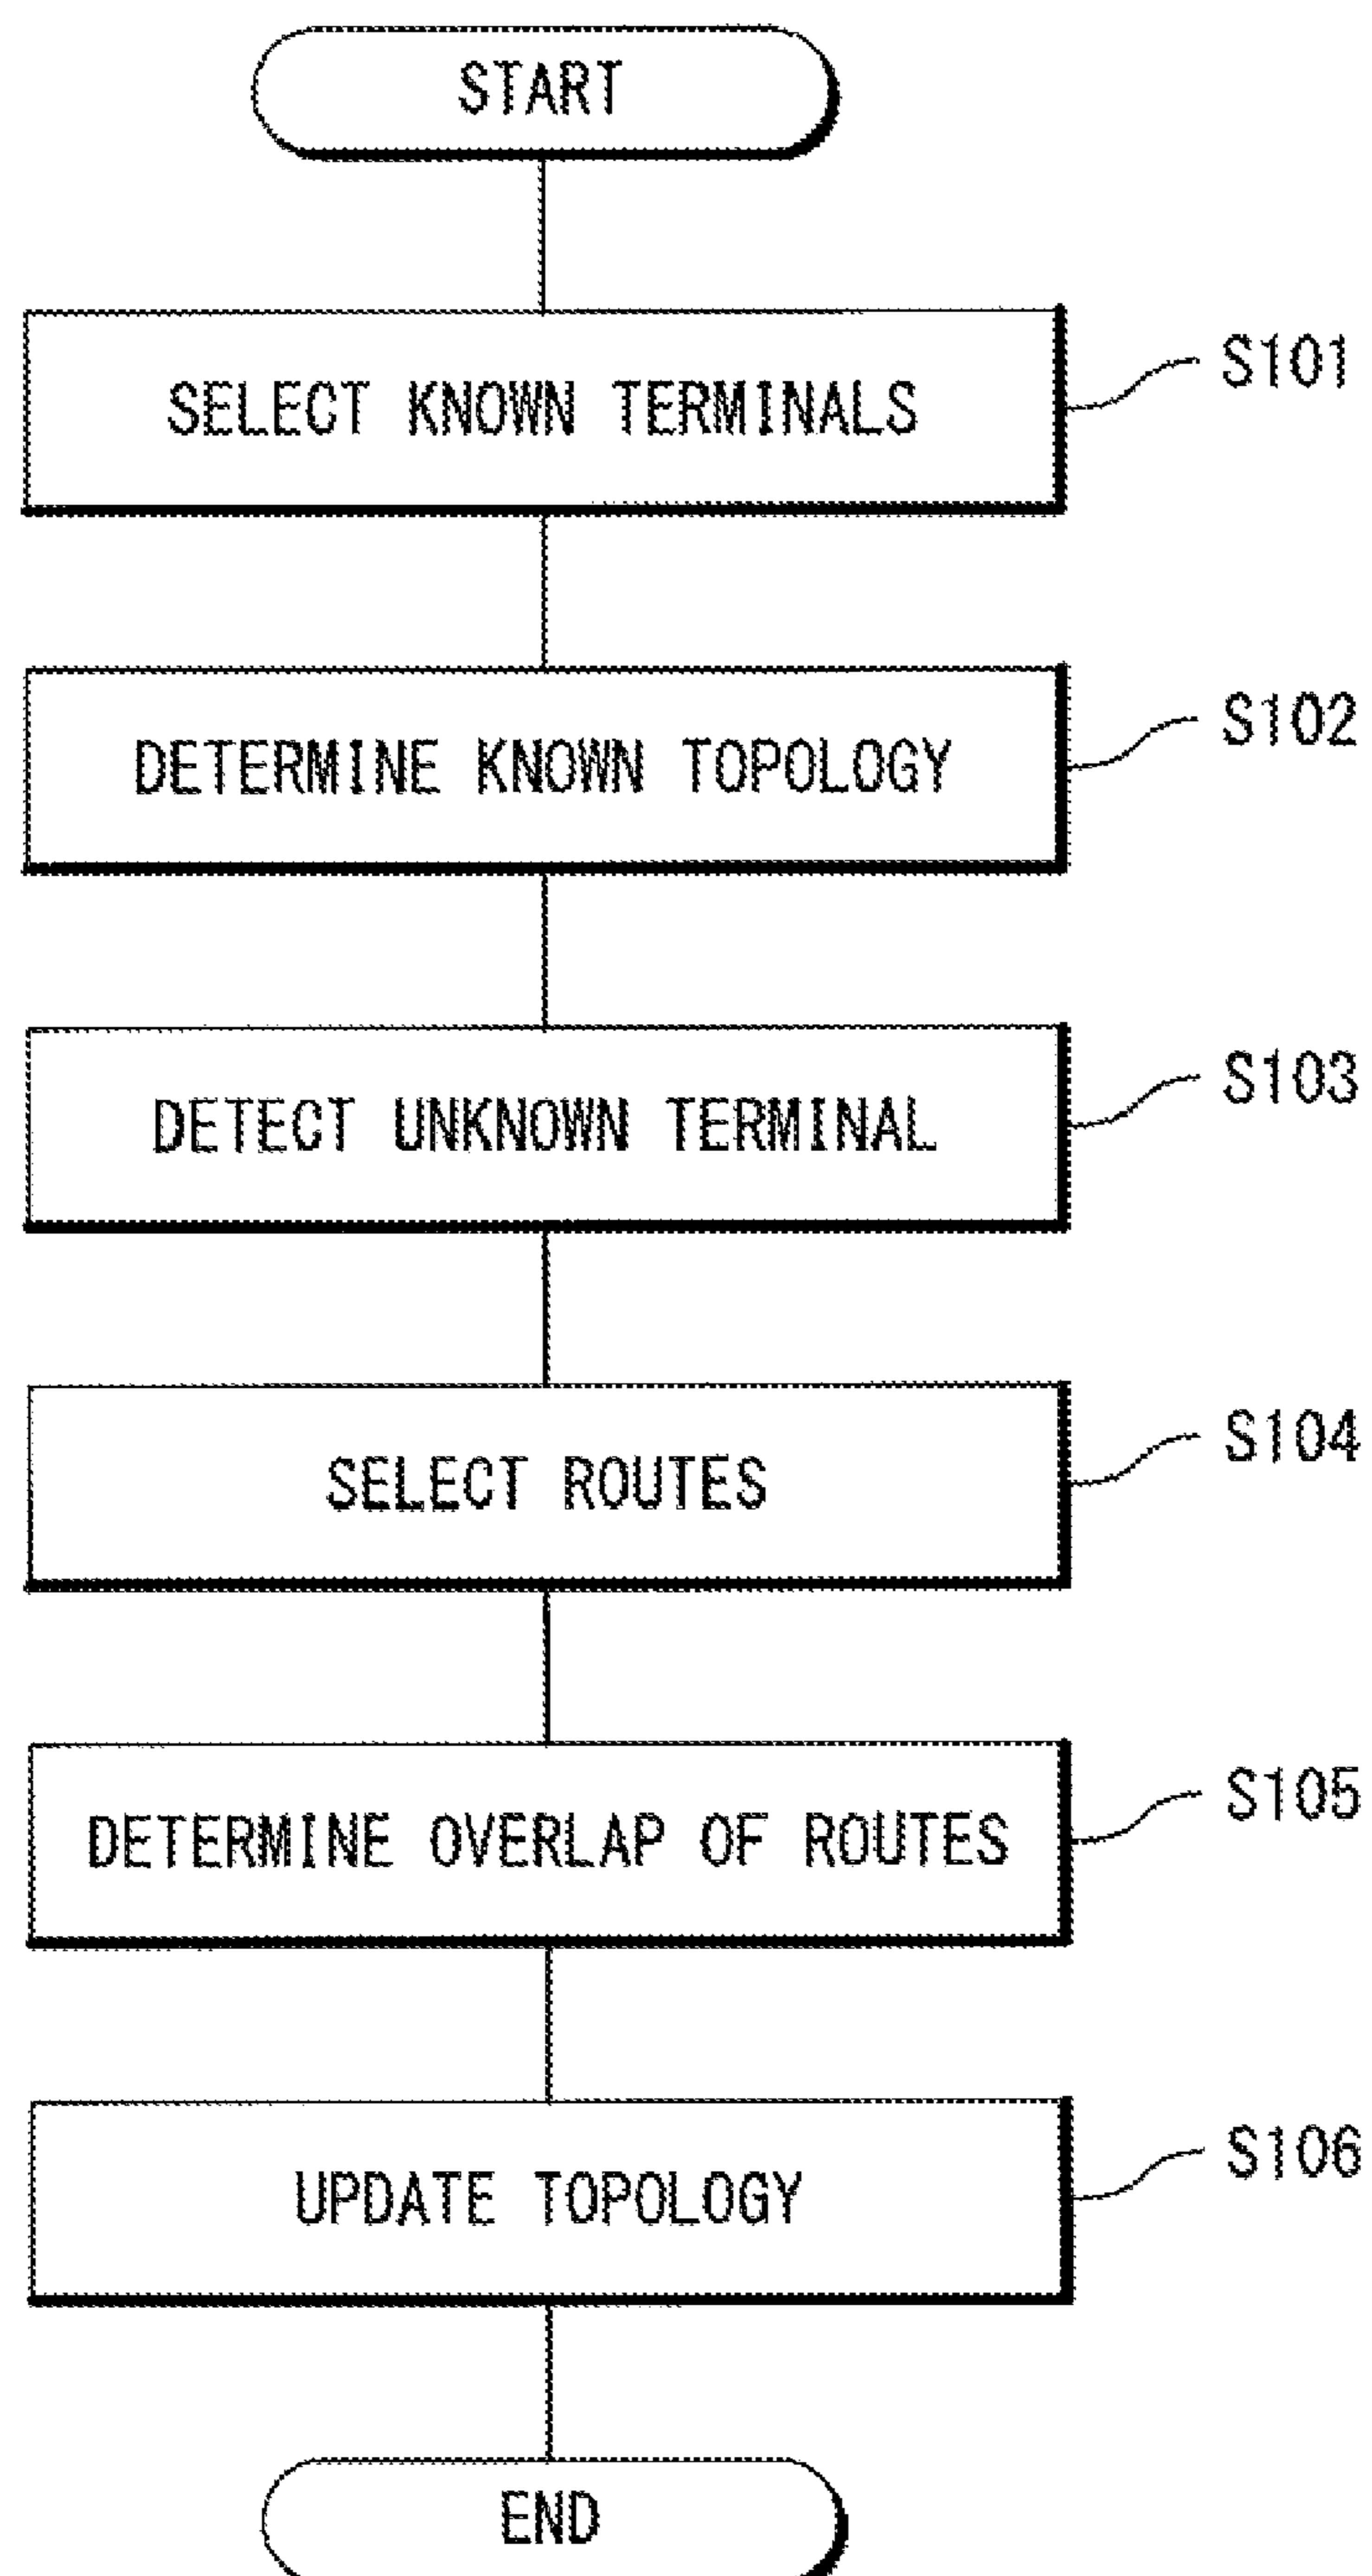 START
SELECT KNOWN TERMINALS
S101
DETERMINE KNOWN TOPOLOGY
S102
DETECT UNKNOWN TERMINAL
S103
SELECT ROUTES
S104
DETERMINE OVERLAP OF ROUTES
S105
UPDATE TOPOLOGY
S106
END